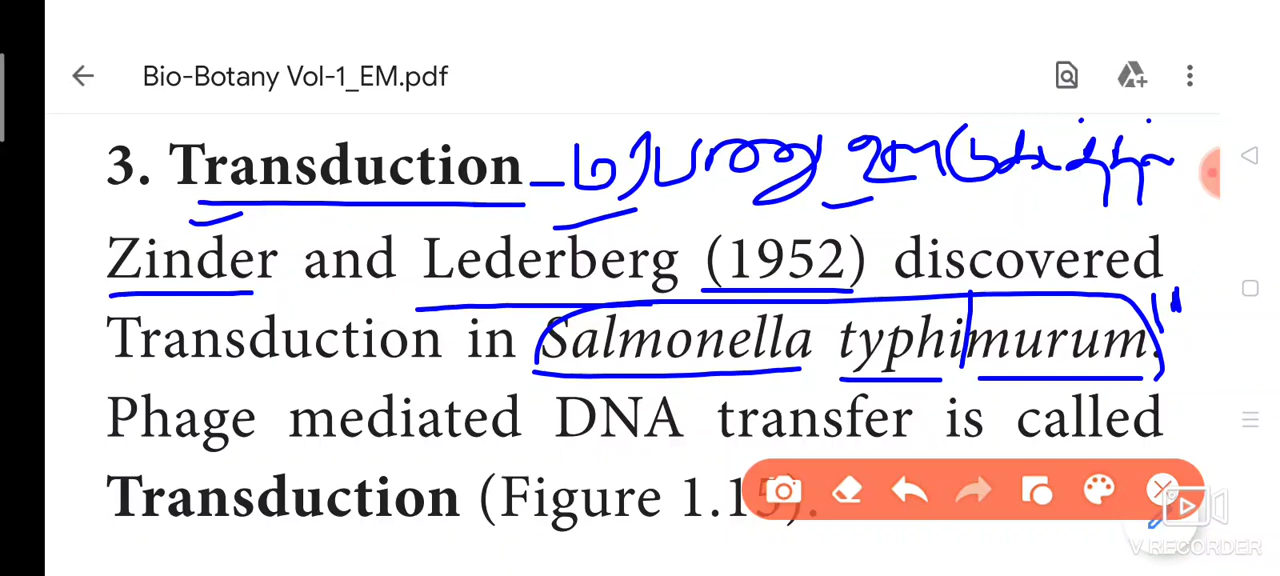 Bio-Botany Vol-1_EM.pdf
3. Transduction
Zinder and Lederberg (1952) discovered
Transduction in Salmonella typhimurum.
Phage mediated DNA transfer is called
Transduction (Figure 1.15).
V RECORDER